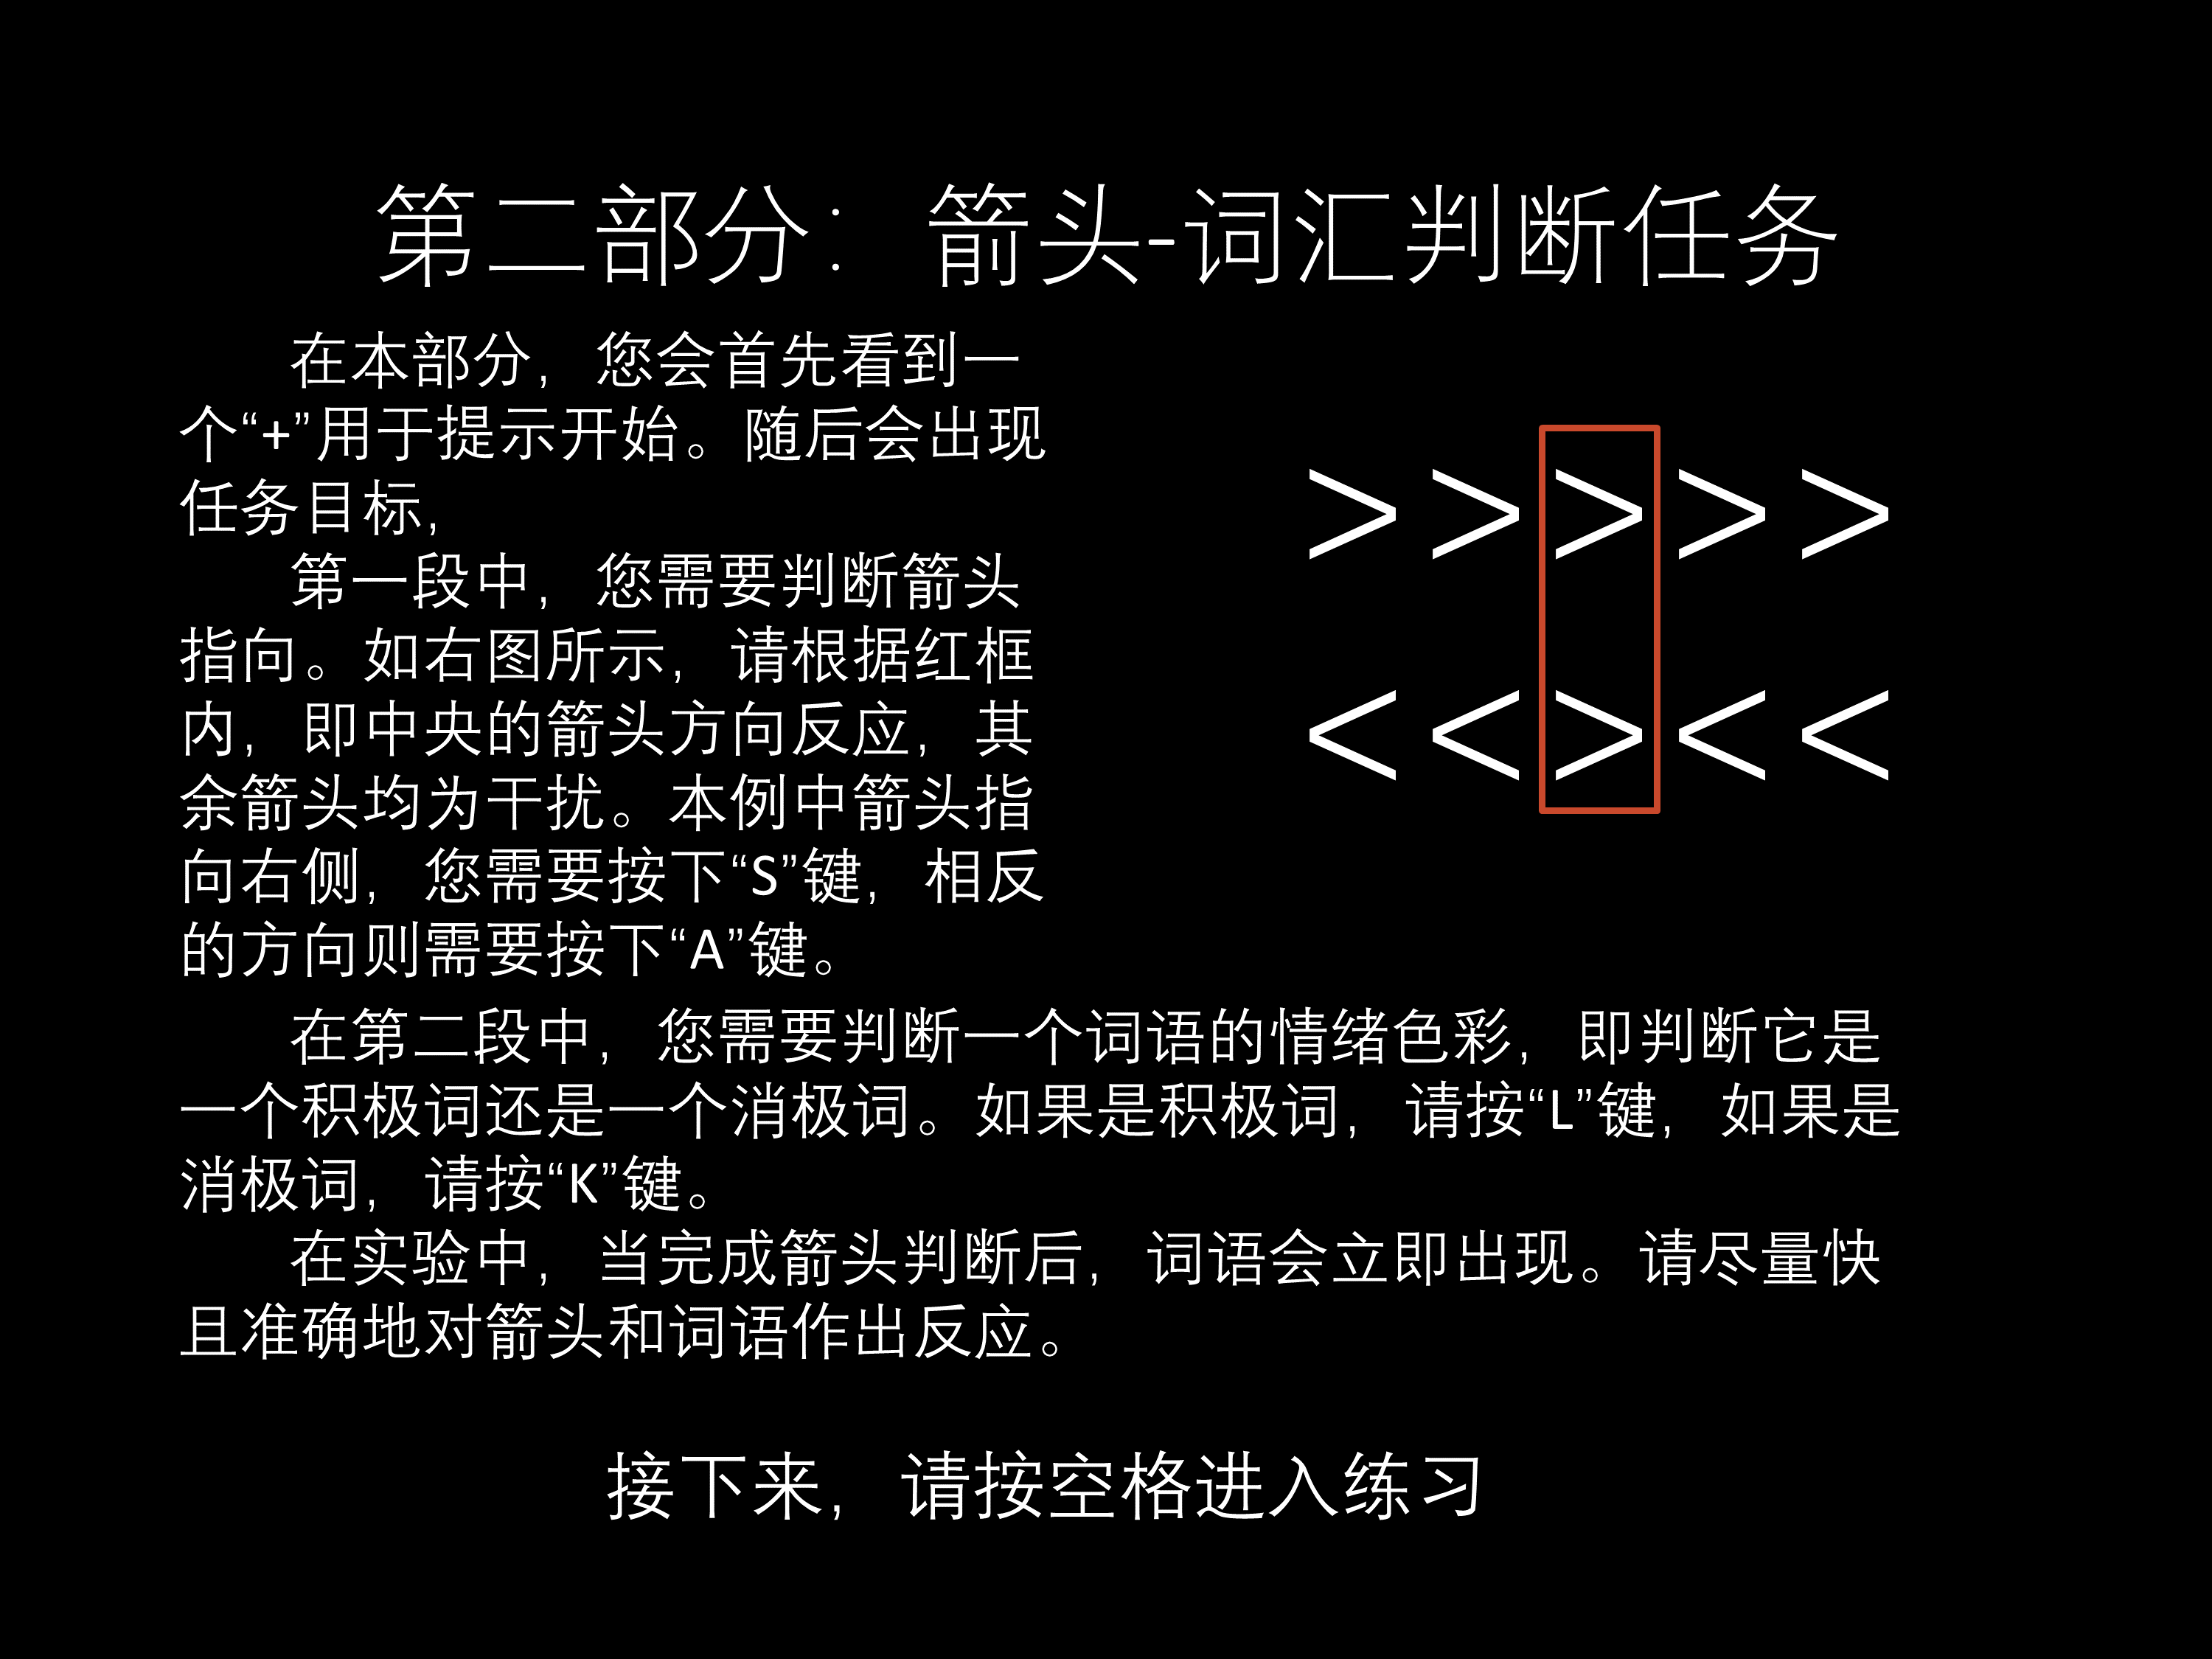 第二部分：箭头-词汇判断任务
在本部分，您会首先看到一
个“+”用于提示开始。随后会出现
任务目标，
第一段中，您需要判断箭头
指向。如右图所示，请根据红框
内，即中央的箭头方向反应，其
余箭头均为干扰。本例中箭头指
向右侧，您需要按下“S”键，相反
的方向则需要按下“A”键。
> > > > >
< < > < <
在第二段中，您需要判断一个词语的情绪色彩，即判断它是
一个积极词还是一个消极词。如果是积极词，请按“L”键，如果是
消极词，请按“K”键。
在实验中，当完成箭头判断后，词语会立即出现。请尽量快
且准确地对箭头和词语作出反应。
接下来，请按空格进入练习